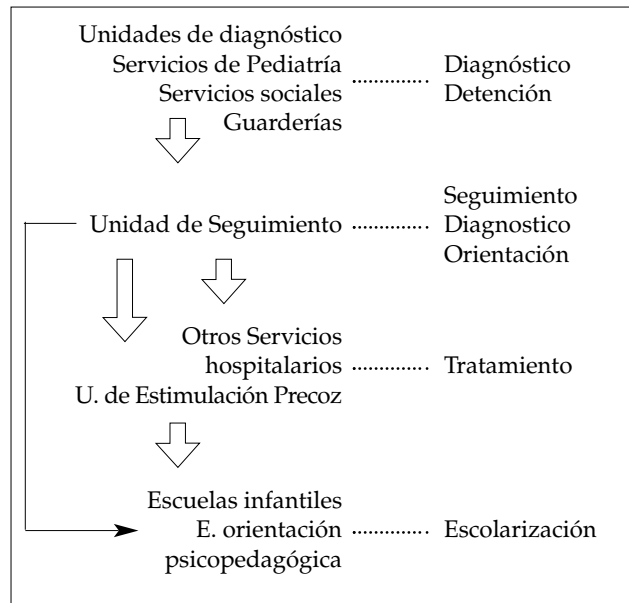 Unidades de diagnóstico
Servicios de Pediatría
Servicios sociales
Guarderías
Diagnóstico
Detención
Unidad de Seguimiento
Seguimiento
Diagnostico
Orientación
Otros Servicios
hospitalarios
U. de Estimulación Precoz
Tratamiento
Escuelas infantiles
E. orientación
psicopedagógica
Escolarización